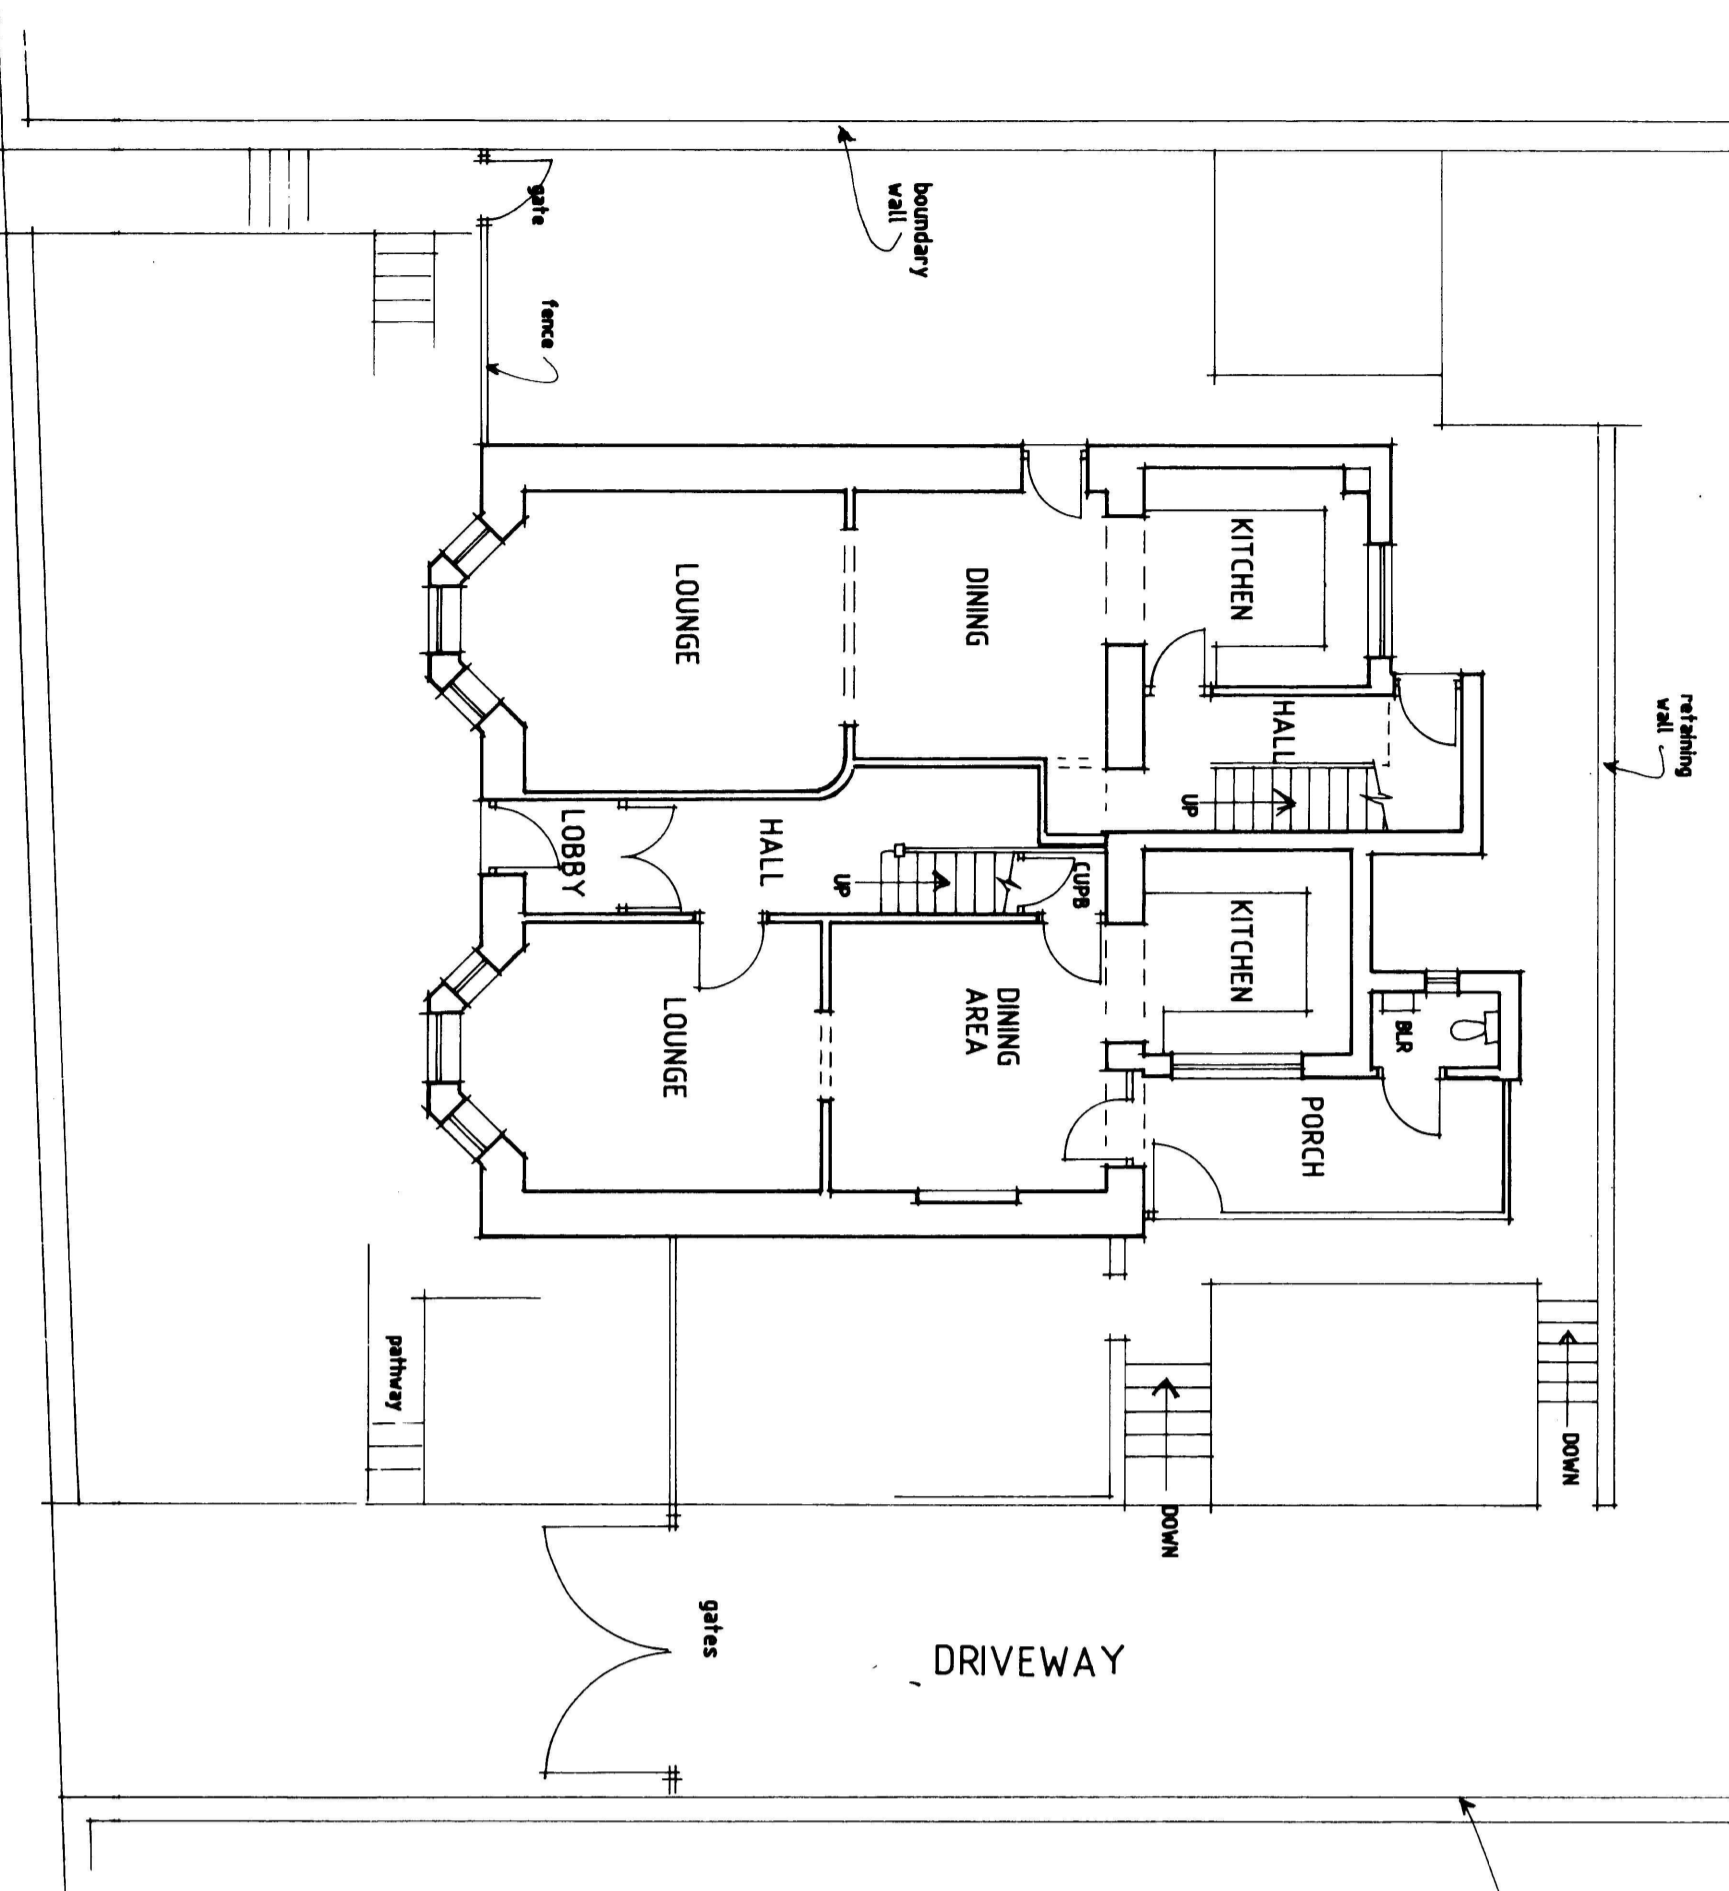 gate
fence
boundary
wall
retaining
wall
LOUNGE
DINING
KITCHEN
HALL
UP
LOBBY
HALL
UP
CUPB
KITCHEN
LOUNGE
DINING
AREA
BLR
PORCH
pathway
DOWN
DOWN
gates
DRIVEWAY